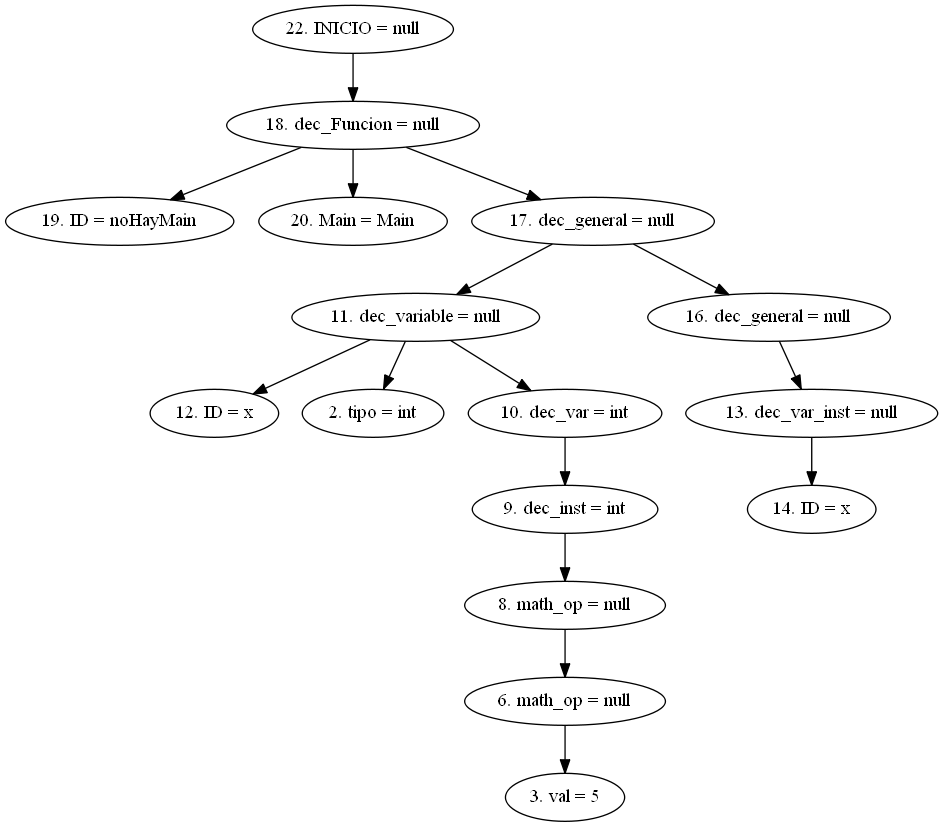 22. INICIO = null
18. dec_Funcion = null
19. ID = noHayMain
20. Main = Main
17. dec_general = null
11. dec_variable = null
16. dec_general = null
12. ID = x
2. tipo = int
10. dec_var = int
13. dec_var_inst = null
9. dec_inst = int
14. ID = x
8. math_op = null
6. math_op = null
3. val = 5